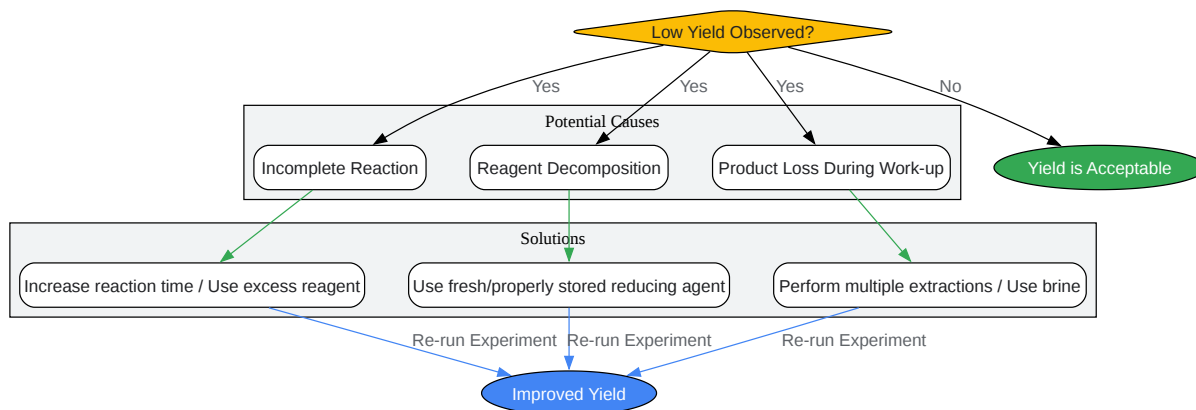 Low Yield Observed?
Yes
Yes
Yes
No
Potential Causes
Incomplete Reaction
Reagent Decomposition
Product Loss During Work-up
Yield is Acceptable
Solutions
Increase reaction time / Use excess reagent
Use fresh/properly stored reducing agent
Perform multiple extractions / Use brine
Re-run Experiment
Re-run Experiment
Re-run Experiment
Improved Yield